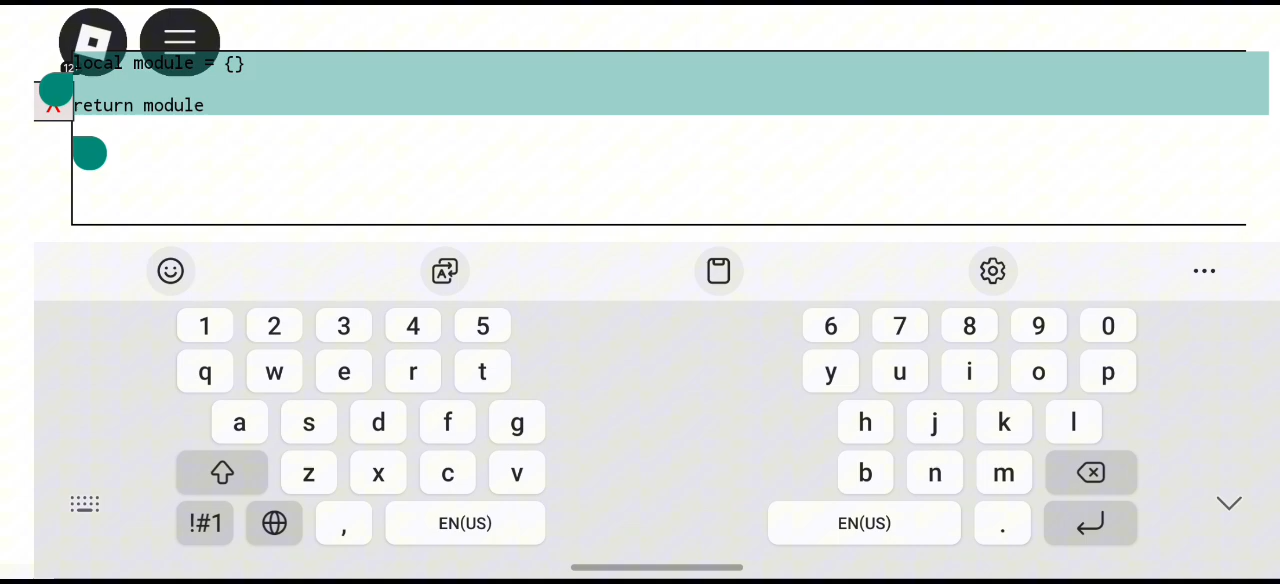 local module = {}
12
return module
1 2 3 4 5 6 7 8 9 0
q w e r t y u i o p
a s d f g h j k l
z x c v b n m
!#1 , EN(US) EN(US) .